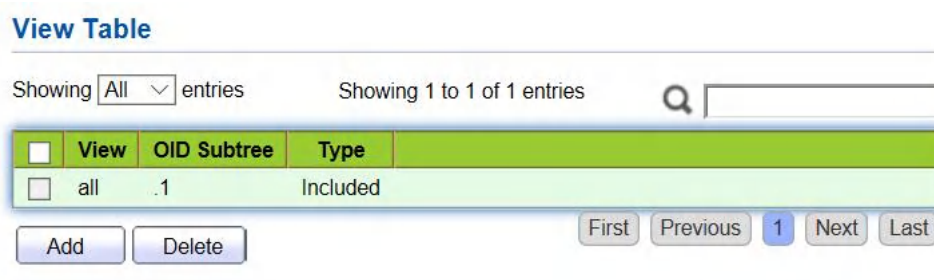 View Table
Showing All entries Showing 1 to 1 of 1 entries
View OID Subtree Type
all .1 Included
First Previous 1 Next Last
Add Delete